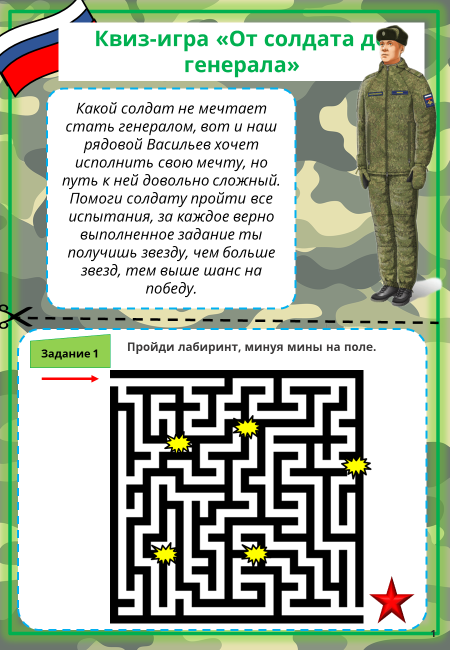 Квиз-игра «От солдата д
генерала»
Какой солдат не мечтает
стать генералом, вот и наш
рядовой Васильев хочет
исполнить свою мечту, но
путь к ней довольно сложный.
Помоги солдату пройти все
испытания, за каждое верно
выполненное задание ты
получишь звезду, чем больше
звезд, тем выше шанс на
победу.
Задание 1
Пройди лабиринт, минуя мины на поле.
1